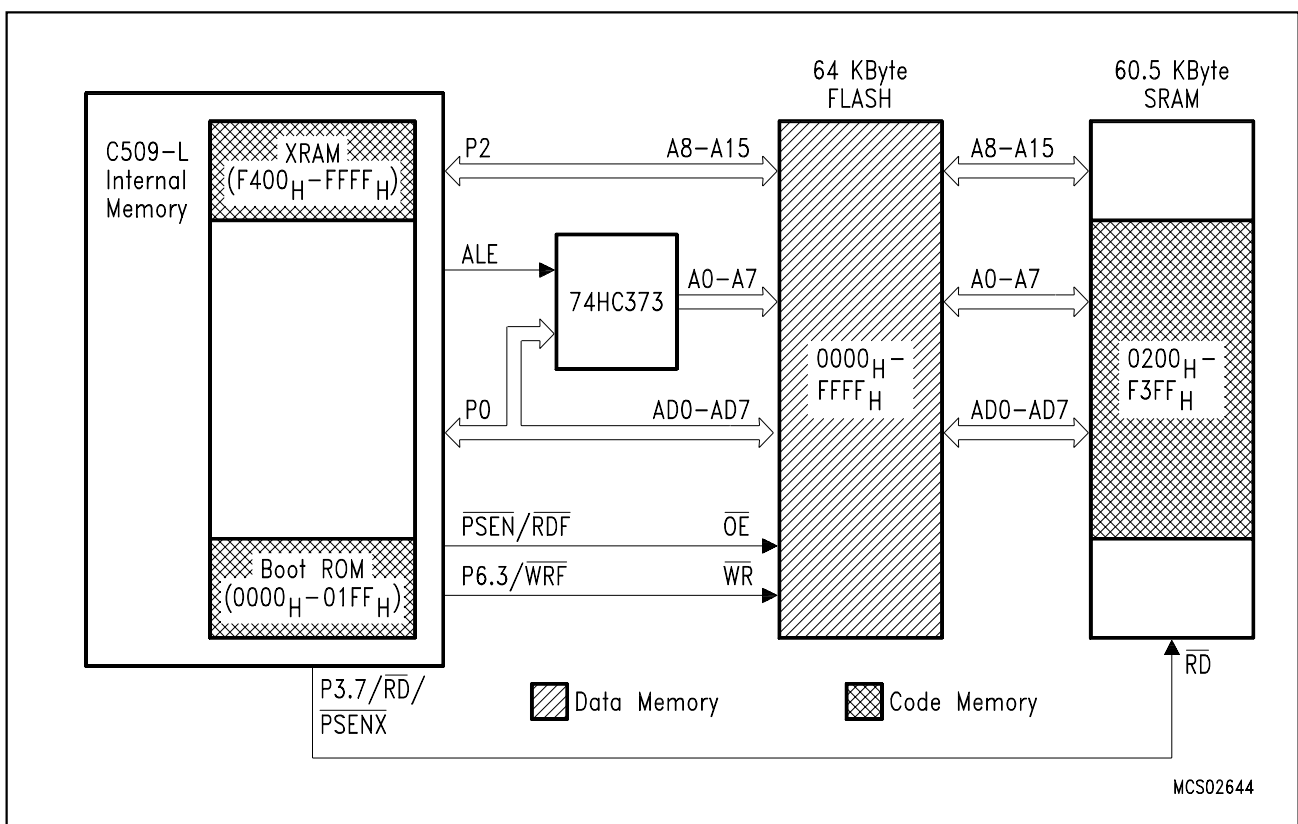 64 KByte
FLASH
60.5 KByte
SRAM
C509-L
Internal
Memory
XRAM
(F400H-FFFFH)
P2
A8-A15
A8-A15
ALE
74HC373
A0-A7
A0-A7
0000H-
FFFFH
0200H-
F3FFH
P0
AD0-AD7
AD0-AD7
PSEN/RDF
OE
Boot ROM
(0000H-01FFH)
P6.3/WRF
WR
P3.7/RD/
PSENX
Data Memory
Code Memory
RD
MCS02644